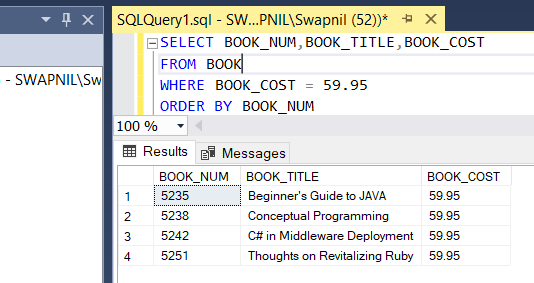 SQLQuery1.sql - SW...PNIL\Swapnil (52))*
- SWAPNIL\Sw
SELECT BOOK_NUM,BOOK_TITLE,BOOK_COST
FROM BOOK
WHERE BOOK_COST = 59.95
ORDER BY BOOK_NUM
100 %
Results Messages
BOOK_NUM BOOK_TITLE BOOK_COST
1 5235 Beginner's Guide to JAVA 59.95
2 5238 Conceptual Programming 59.95
3 5242 C# in Middleware Deployment 59.95
4 5251 Thoughts on Revitalizing Ruby 59.95